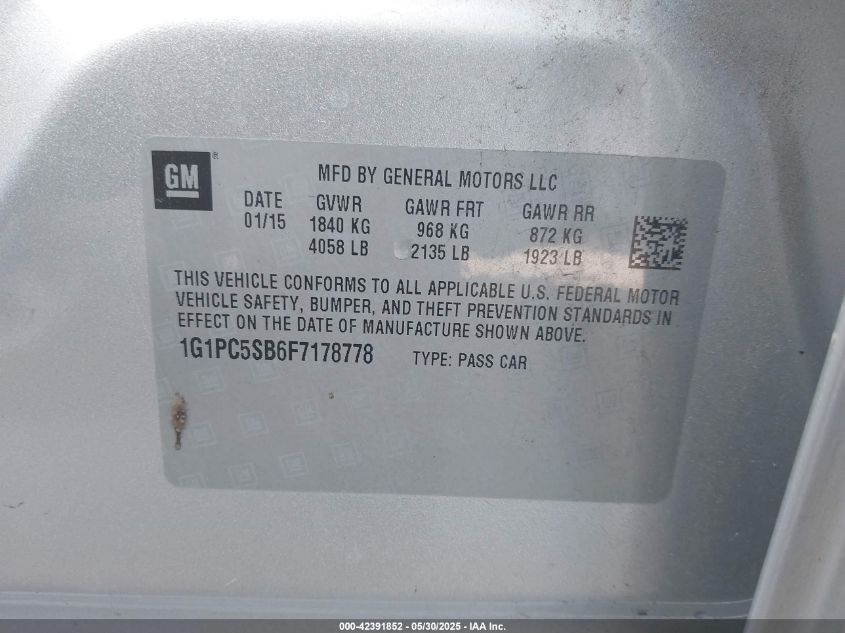 GM
MFD BY GENERAL MOTORS LLC
DATE GVWR GAWR FRT GAWR RR
01/15 1840 KG 968 KG 872 KG
4058 LB 2135 LB 1923 LB
THIS VEHICLE CONFORMS TO ALL APPLICABLE U.S. FEDERAL MOTOR
VEHICLE SAFETY, BUMPER, AND THEFT PREVENTION STANDARDS IN
EFFECT ON THE DATE OF MANUFACTURE SHOWN ABOVE.
1G1PC5SB6F7178778 TYPE: PASS CAR
000-42391852 — 05/30/2025 — IAA Inc.